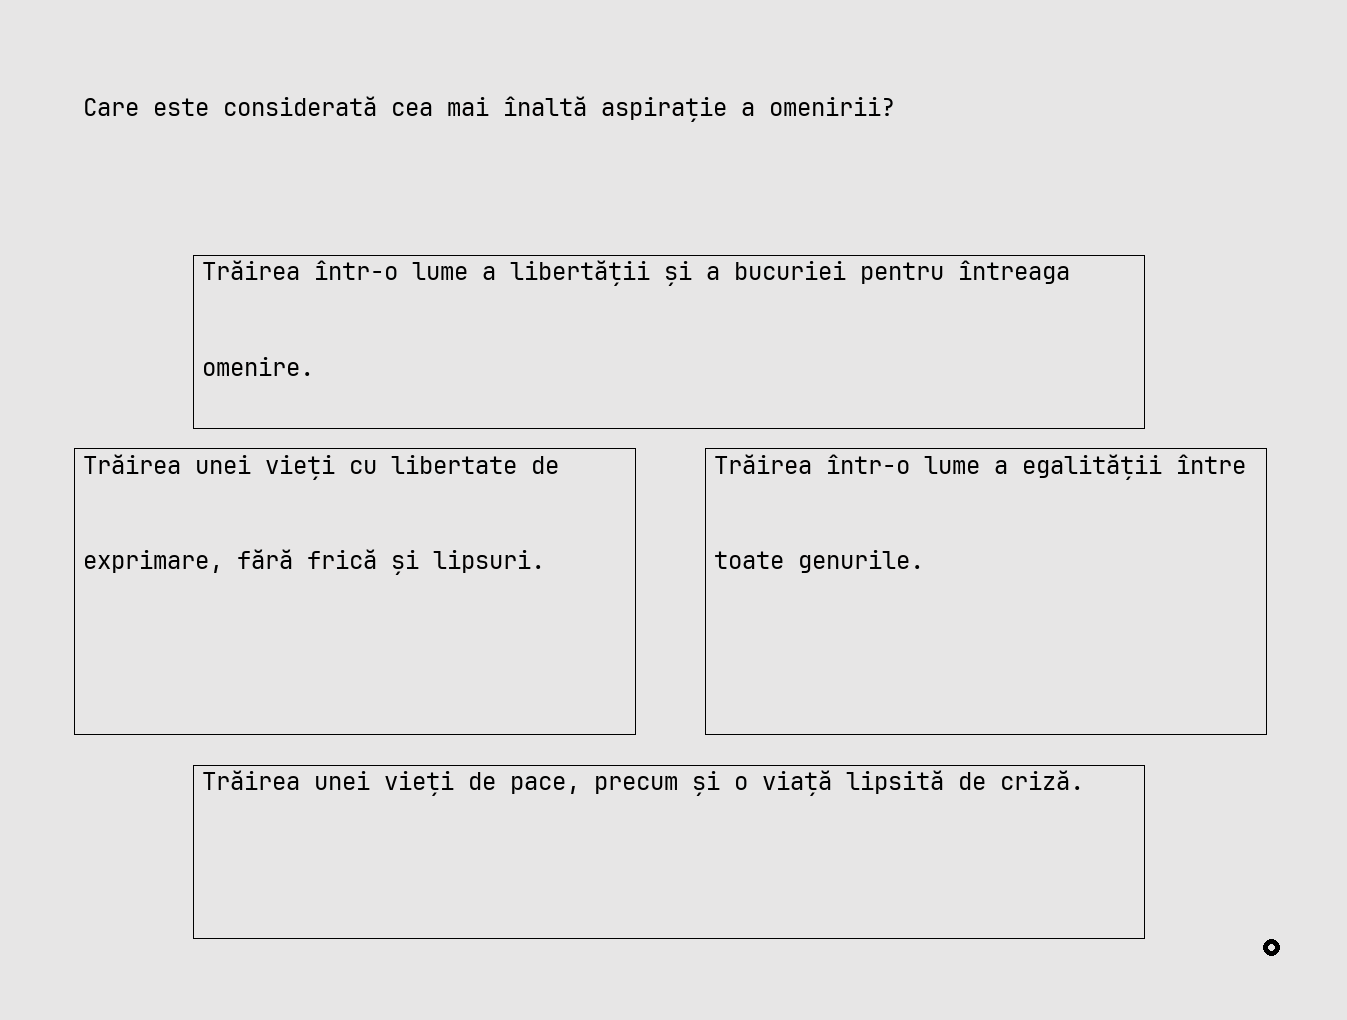 Care este considerată cea mai înaltă aspirație a omenirii?
Trăirea într-o lume a libertății și a bucuriei pentru întreaga
omenire.
Trăirea unei vieți cu libertate de
exprimare, fără frică și lipsuri.
Trăirea într-o lume a egalității între
toate genurile.
Trăirea unei vieți de pace, precum și o viață lipsită de criză.